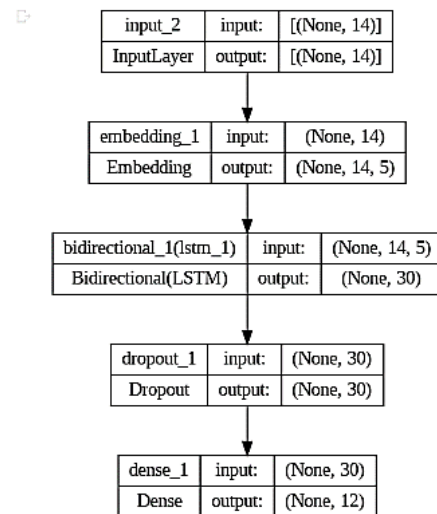 input_2 input: [(None, 14)]
InputLayer output: [(None, 14)]
embedding_1 input: (None, 14)
Embedding output: (None, 14, 5)
bidirectional_1(lstm_1) input: (None, 14, 5)
Bidirectional(LSTM) output: (None, 30)
dropout_1 input: (None, 30)
Dropout output: (None, 30)
dense_1 input: (None, 30)
Dense output: (None, 12)